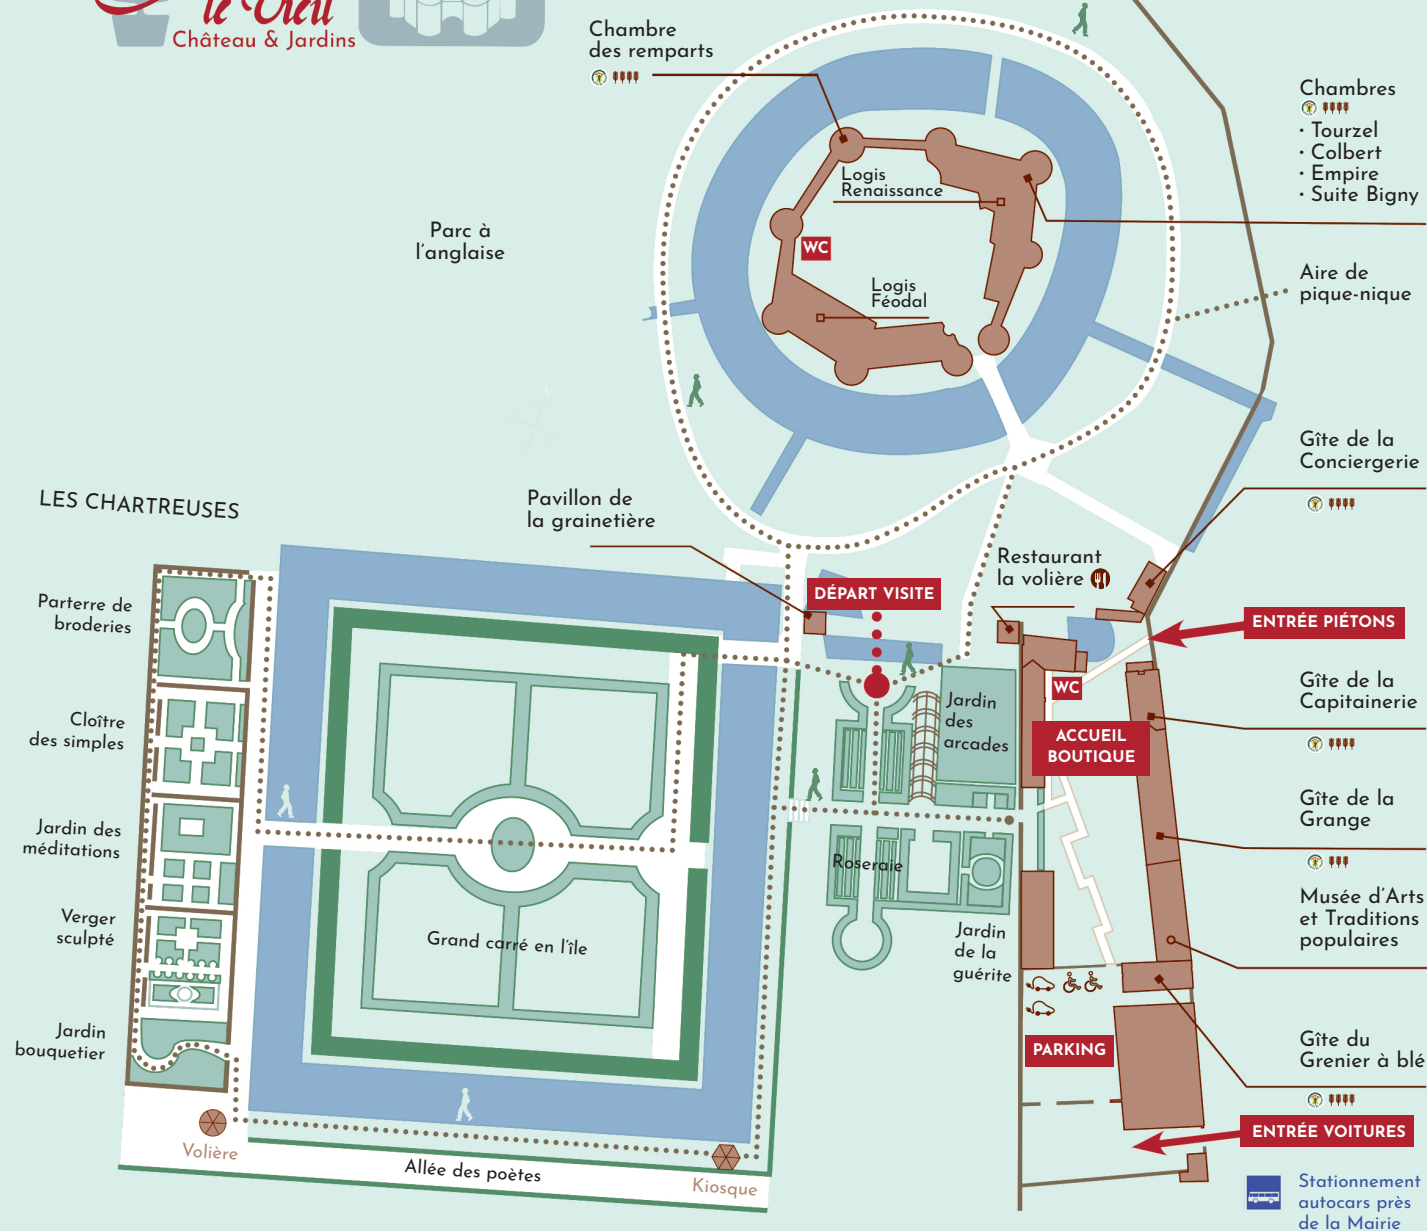 le Vieil
Château & Jardins
Chambre
des remparts
Chambres
· Tourzel
· Colbert
· Empire
· Suite Bigny
Logis
Renaissance
Parc à
l'anglaise
WC
Logis
Féodal
Aire de
pique-nique
Gîte de la
Conciergerie
LES CHARTREUSES
Pavillon de
la grainetière
Restaurant
la volière
DÉPART VISITE
Parterre de
broderies
ENTRÉE PIÉTONS
Gîte de la
Capitainerie
WC
Jardin
des
arcades
Cloître
des simples
ACCUEIL
BOUTIQUE
Gîte de la
Grange
Jardin des
méditations
Roseraie
Musée d'Arts
et Traditions
populaires
Verger
sculpté
Grand carré en l'île
Jardin
de la
guérite
Jardin
bouquetier
PARKING
Gîte du
Grenier à blé
ENTRÉE VOITURES
Volière
Allée des poètes
Kiosque
Stationnement
autocars près
de la Mairie